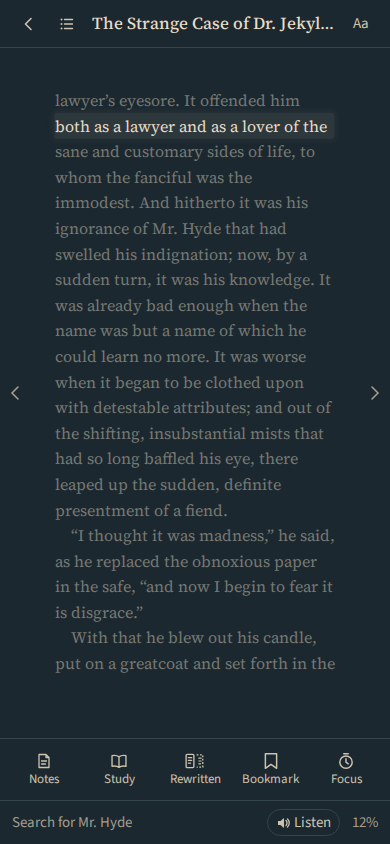 The Strange Case of Dr. Jekyl...
Aa
lawyer’s eyesore. It offended him
both as a lawyer and as a lover of the
sane and customary sides of life, to
whom the fanciful was the
immodest. And hitherto it was his
ignorance of Mr. Hyde that had
swelled his indignation; now, by a
sudden turn, it was his knowledge. It
was already bad enough when the
name was but a name of which he
could learn no more. It was worse
when it began to be clothed upon
with detestable attributes; and out of
the shifting, insubstantial mists that
had so long baffled his eye, there
leaped up the sudden, definite
presentment of a fiend.
“I thought it was madness,” he said,
as he replaced the obnoxious paper
in the safe, “and now I begin to fear it
is disgrace.”
With that he blew out his candle,
put on a greatcoat and set forth in the
Notes
Study
Rewritten
Bookmark
Focus
Search for Mr. Hyde
Listen
12%